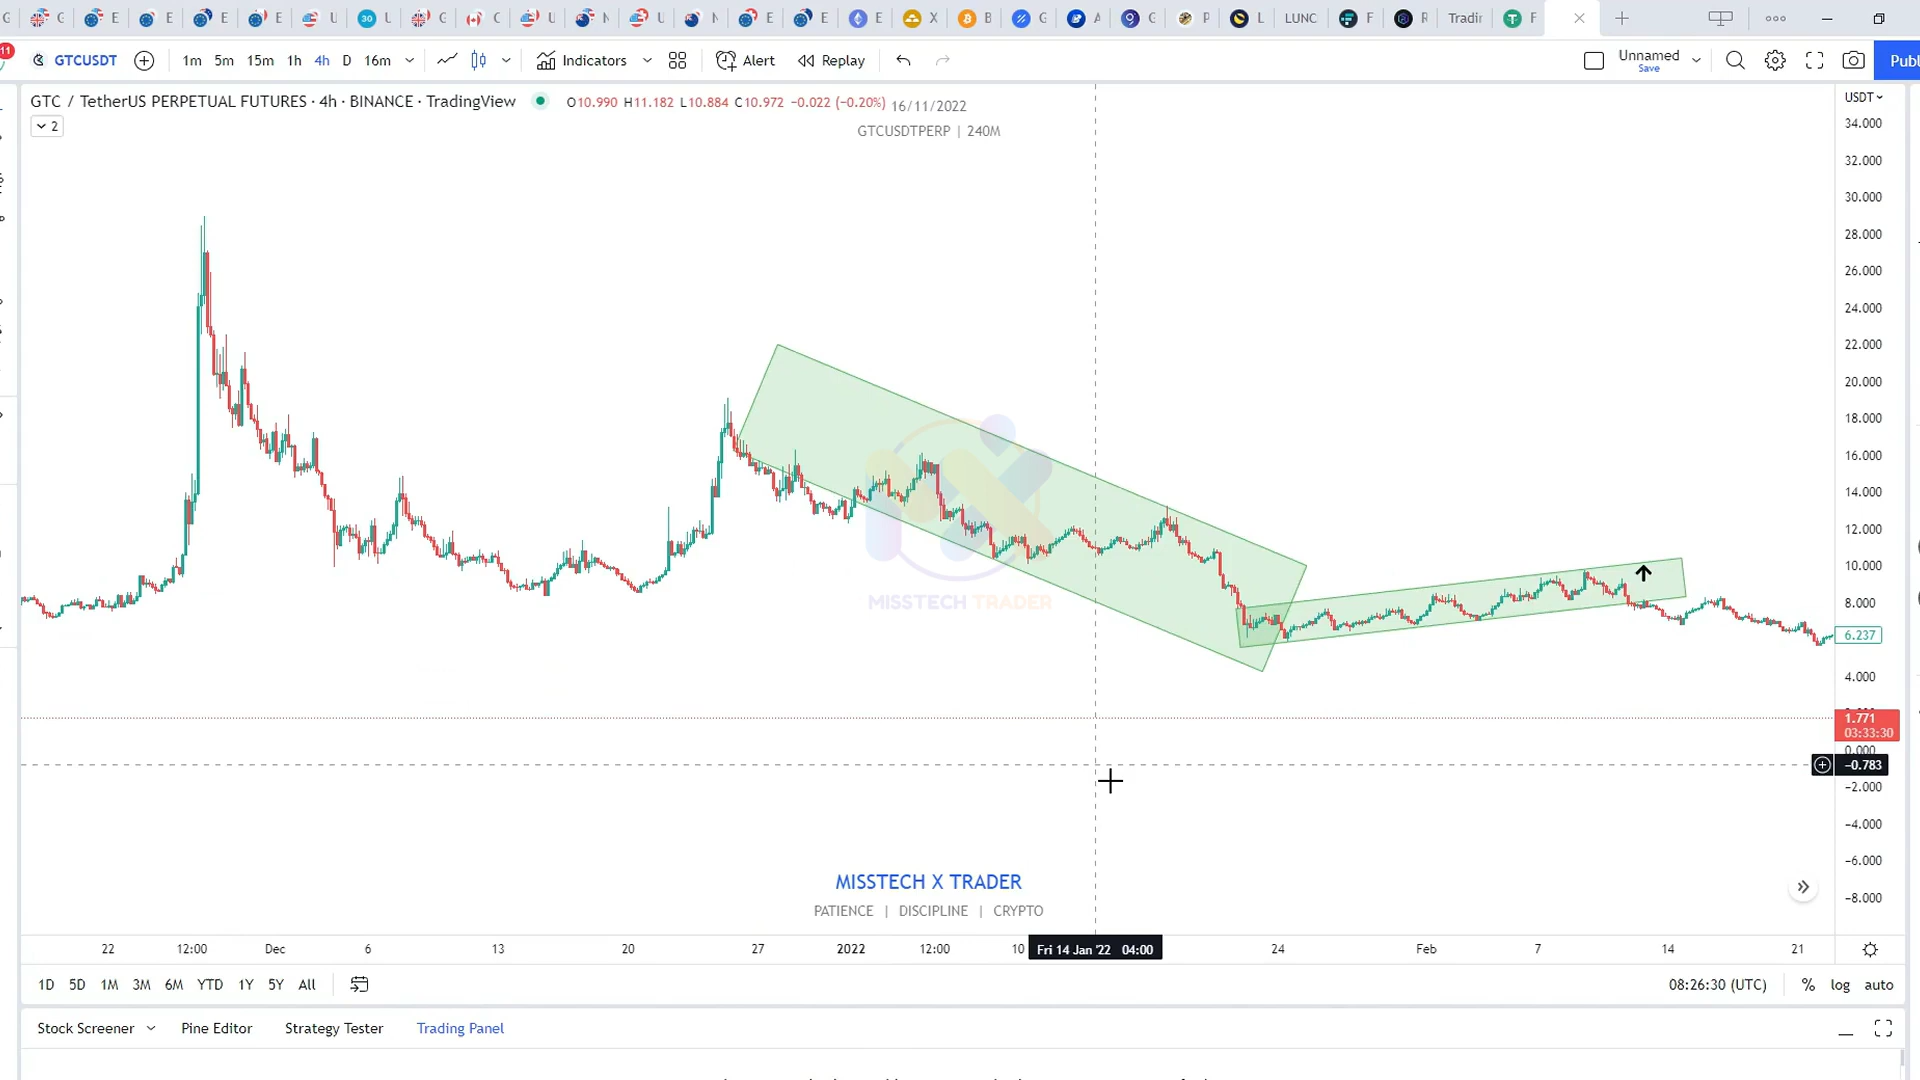 G E E E E U 30 U G C U N U N E E E X B G A G P L LUNC F R Tradir F
11 GTCUSDT 1m 5m 15m 1h 4h D 16m Indicators Alert Replay Unnamed Save Publ
GTC / TetherUS PERPETUAL FUTURES · 4h · BINANCE · TradingView O10.990 H11.182 L10.884 C10.972 −0.022 (−0.20%) 16/11/2022
GTCUSDTPERP | 240M
2
USDT
34.000
32.000
30.000
28.000
26.000
24.000
22.000
20.000
18.000
16.000
14.000
12.000
10.000
8.000
6.237
4.000
1.771
03:33:30
0.000
−0.783
−2.000
−4.000
−6.000
−8.000
MISSTECH TRADER
MISSTECH X TRADER
PATIENCE | DISCIPLINE | CRYPTO
22 12:00 Dec 6 13 20 27 2022 12:00 10 Fri 14 Jan '22 04:00 24 Feb 7 14 21
1D 5D 1M 3M 6M YTD 1Y 5Y All 08:26:30 (UTC) % log auto
Stock Screener Pine Editor Strategy Tester Trading Panel